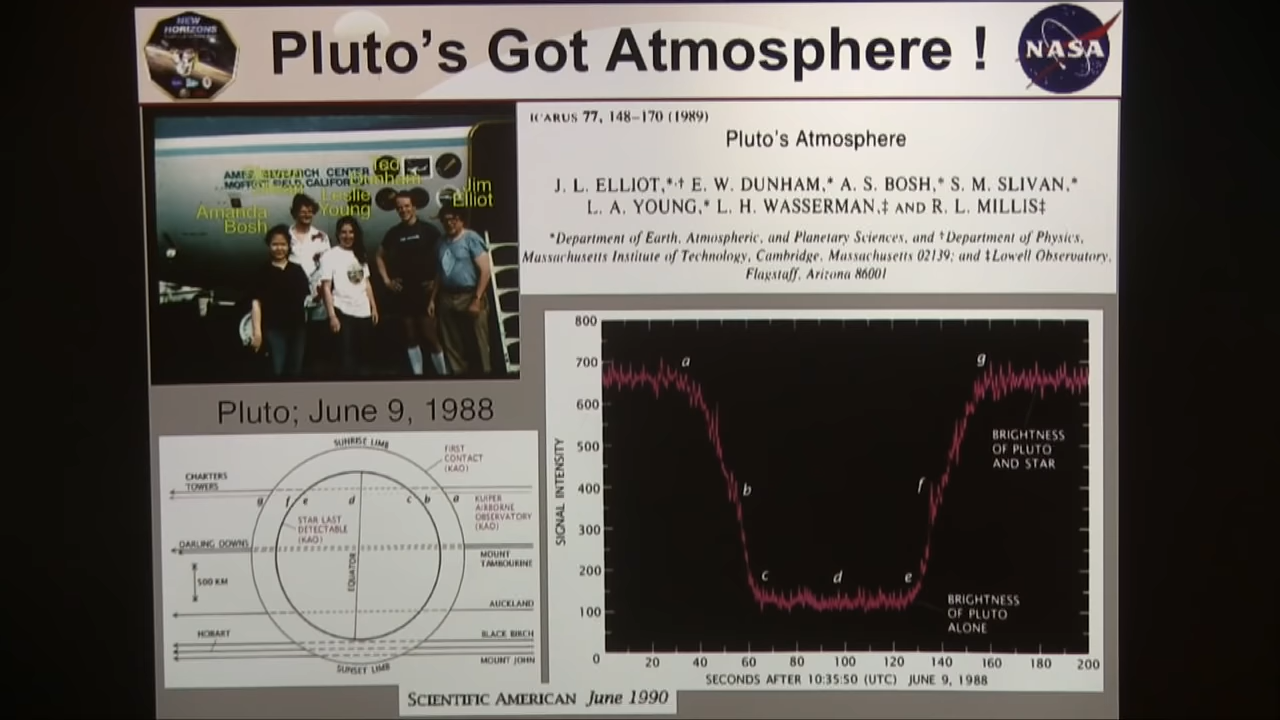 NEW HORIZONS
Pluto's Got Atmosphere !
NASA
ICARUS 77, 148–170 (1989)
Pluto's Atmosphere
J. L. ELLIOT,*,† E. W. DUNHAM,* A. S. BOSH,* S. M. SLIVAN,*
L. A. YOUNG,* L. H. WASSERMAN,‡ AND R. L. MILLIS‡
*Department of Earth, Atmospheric, and Planetary Sciences, and †Department of Physics,
Massachusetts Institute of Technology, Cambridge, Massachusetts 02139; and ‡Lowell Observatory,
Flagstaff, Arizona 86001
AMES RESEARCH CENTER
MOFFETT FIELD, CALIFOR
Ted
Dunham
Leslie
Young
Jim
Elliot
Amanda
Bosh
Pluto; June 9, 1988
SUNRISE LIMB
FIRST
CONTACT
(KAO)
CHARTERS
TOWERS
g f e d c b a
KUIPER
AIRBORNE
OBSERVATORY
(KAO)
STAR LAST
DETECTABLE
(KAO)
DARLING DOWNS
MOUNT
TAMBOURINE
EQUATOR
500 KM
AUCKLAND
HOBART
BLACK BIRCH
MOUNT JOHN
SUNSET LIMB
SCIENTIFIC AMERICAN June 1990
SIGNAL INTENSITY
800
700
600
500
400
300
200
100
0
a
g
b
f
c
d
e
BRIGHTNESS
OF PLUTO
AND STAR
BRIGHTNESS
OF PLUTO
ALONE
20 40 60 80 100 120 140 160 180 200
SECONDS AFTER 10:35:50 (UTC) JUNE 9, 1988